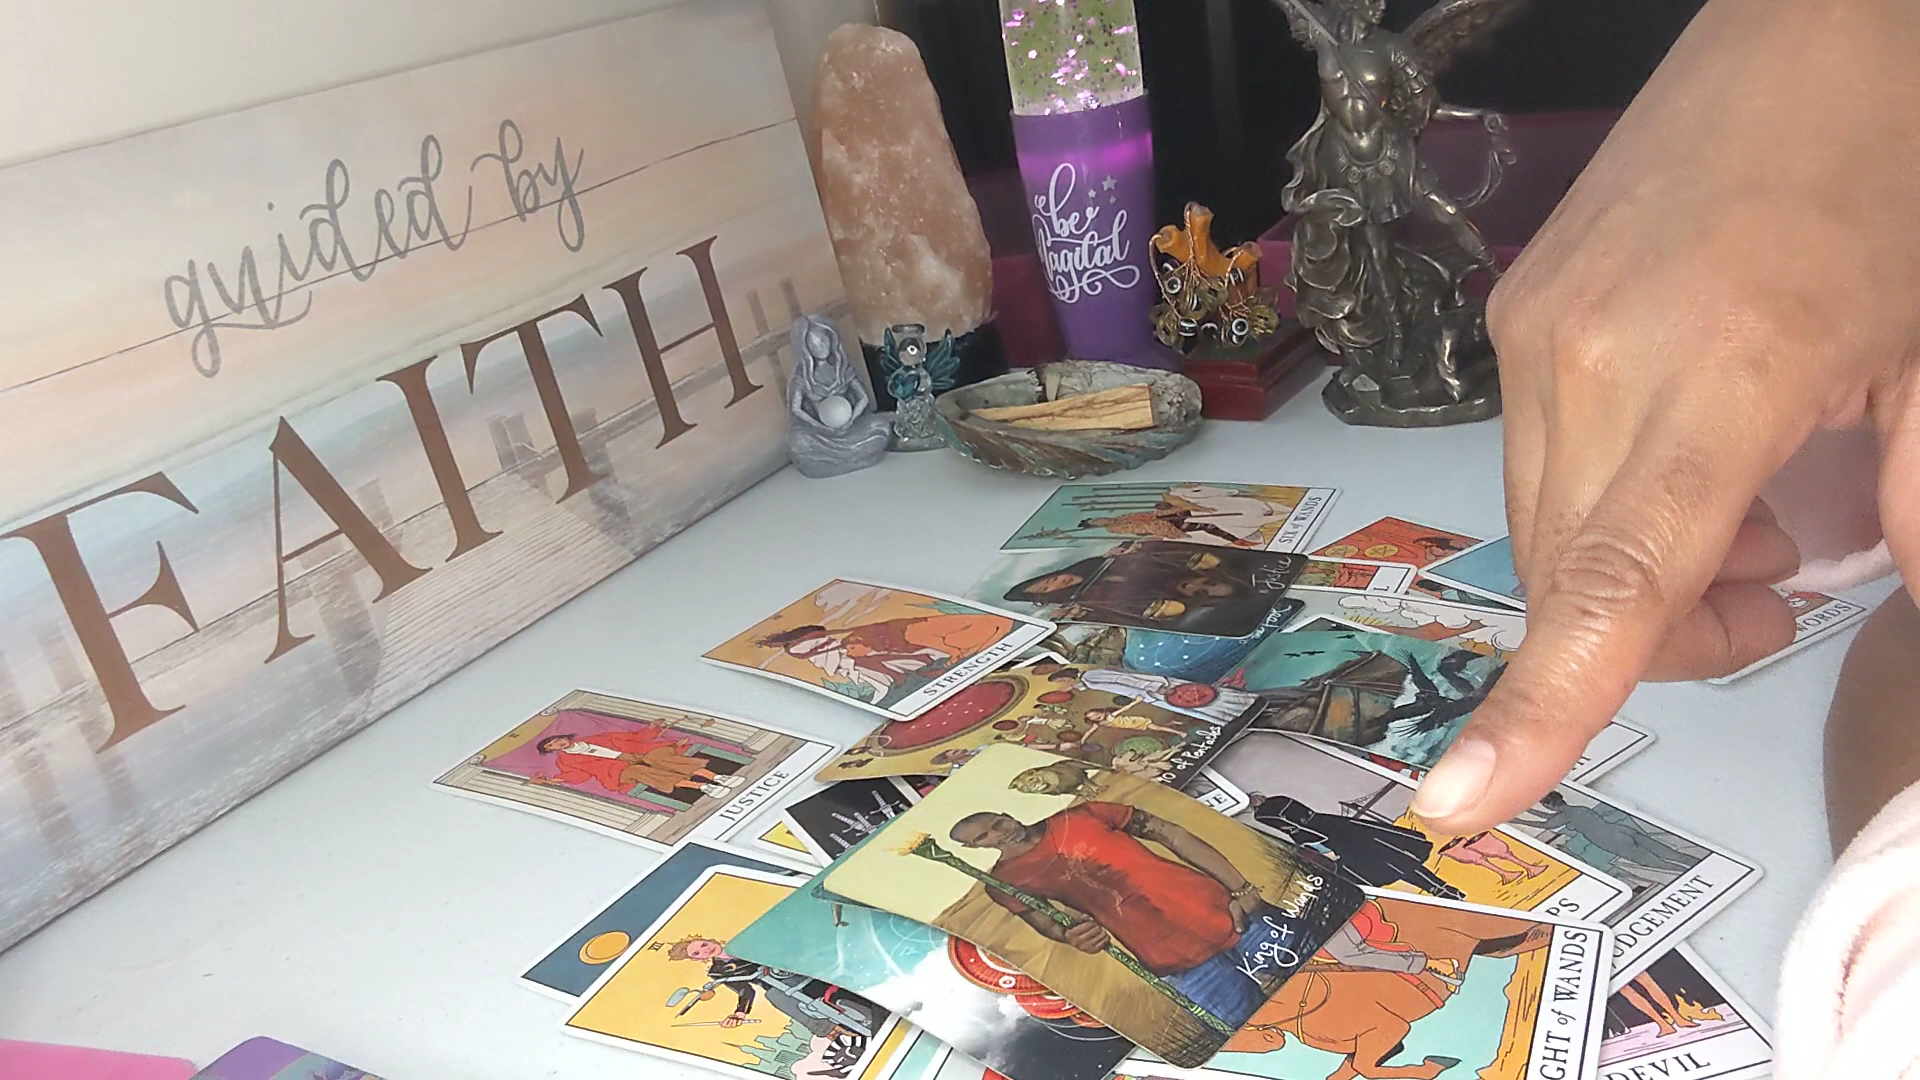 guided by
FAITH
be
Magical
SIX of WANDS
Justice
STRENGTH
JUSTICE
10 of Pentacles
King of Wands
JUDGEMENT
DEVIL
III